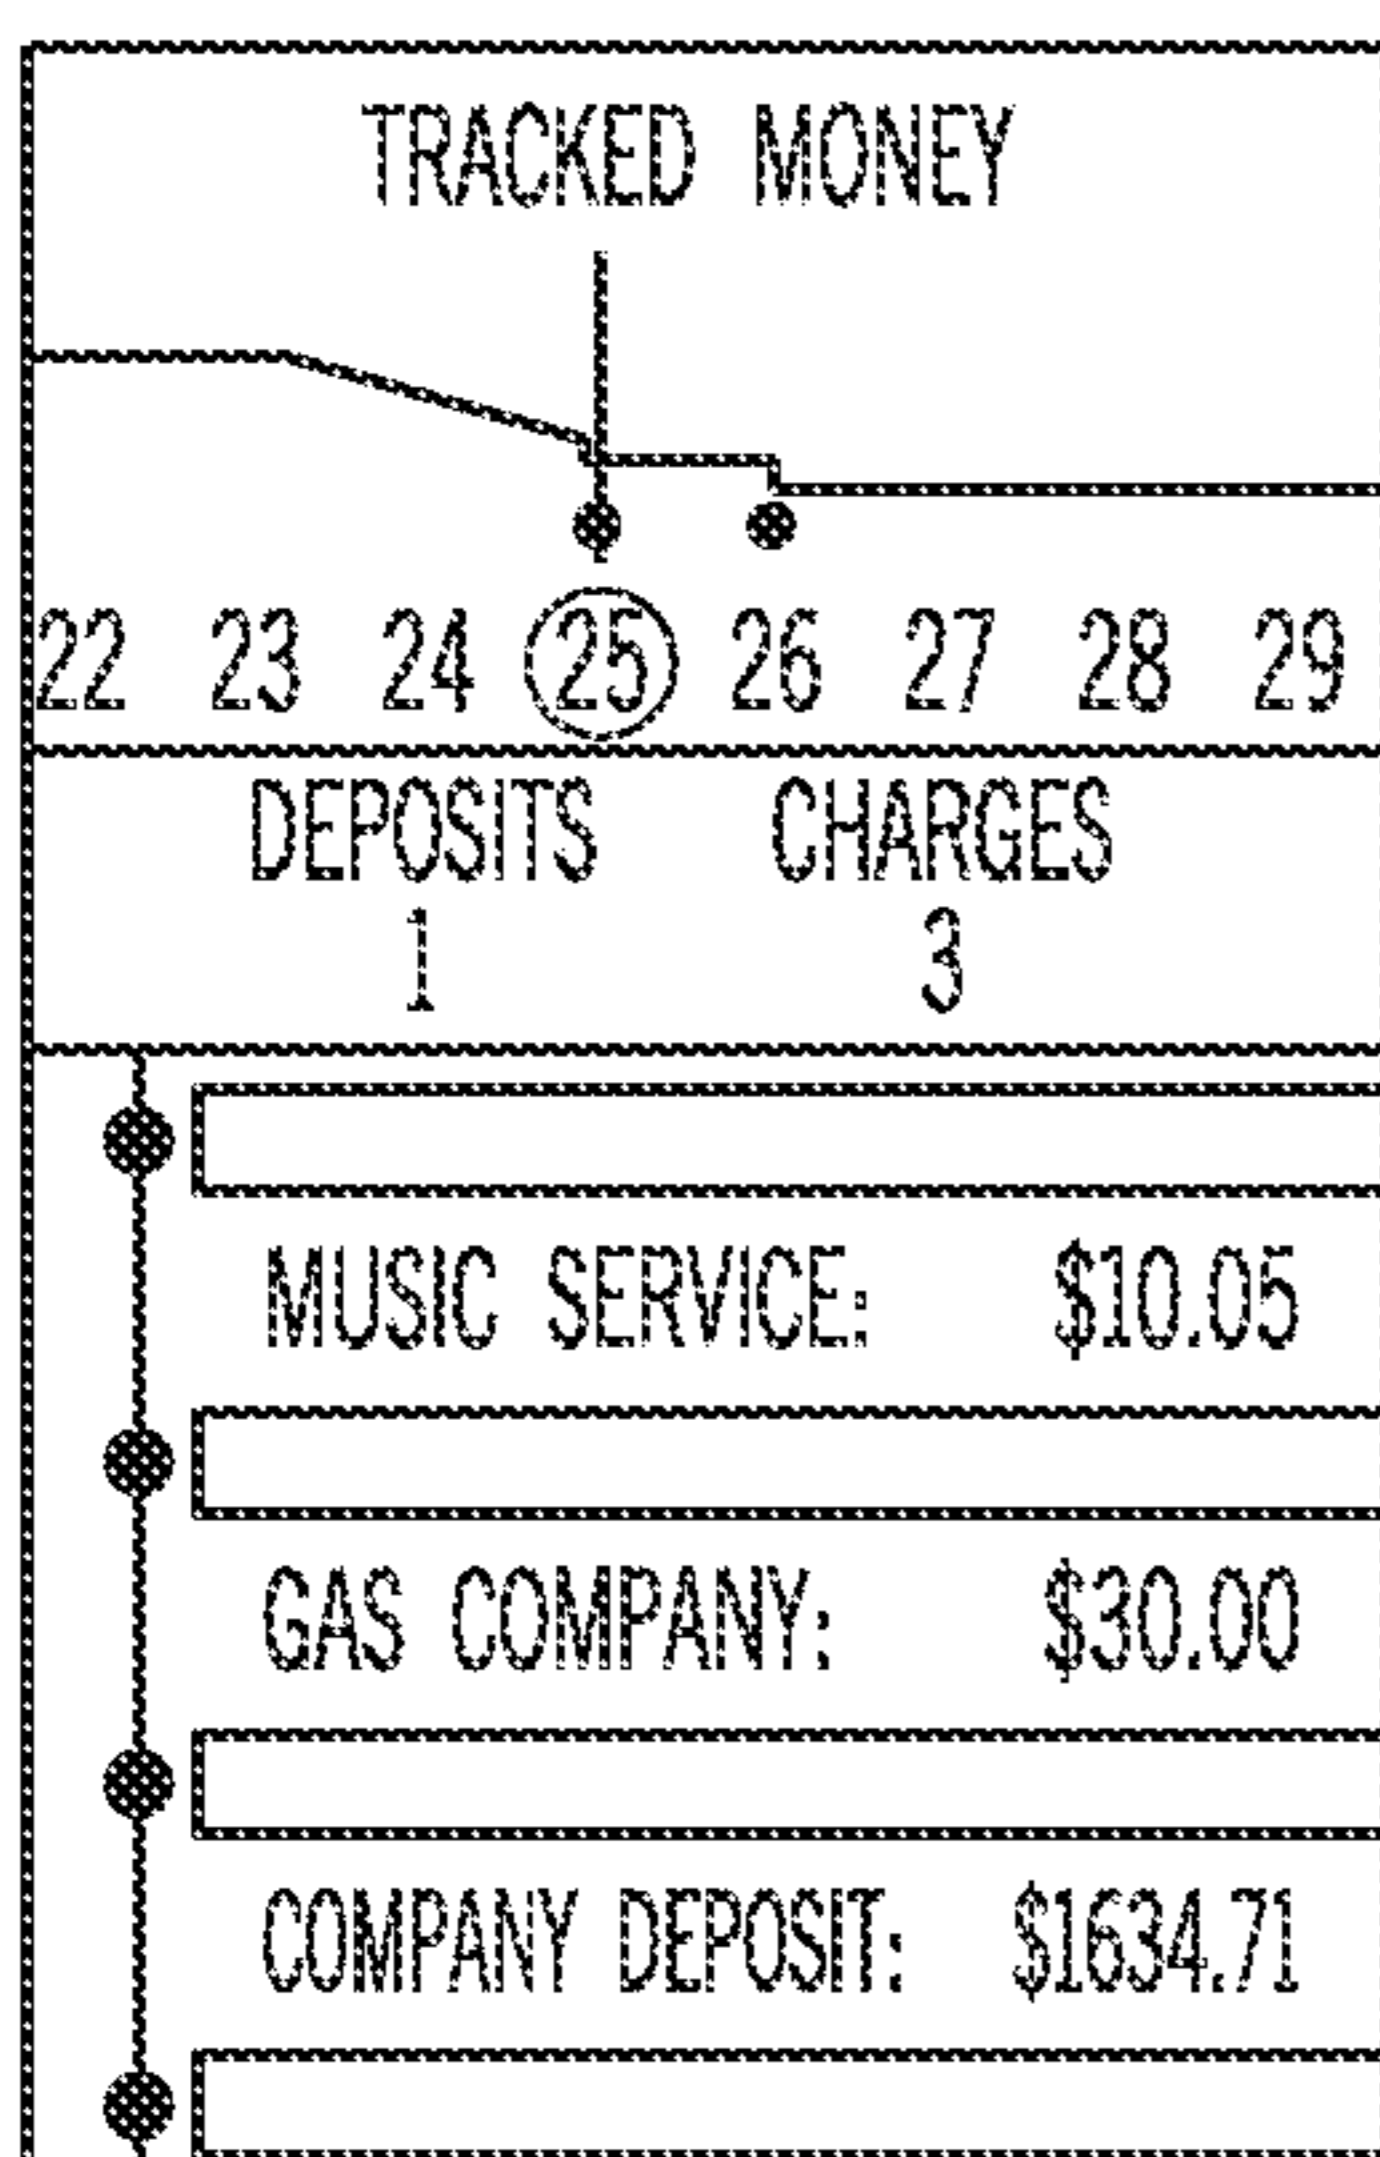 TRACKED MONEY
22 23 24 25 26 27 28 29
DEPOSITS CHARGES
1 3
MUSIC SERVICE: $10.05
GAS COMPANY: $30.00
COMPANY DEPOSIT: $1634.71